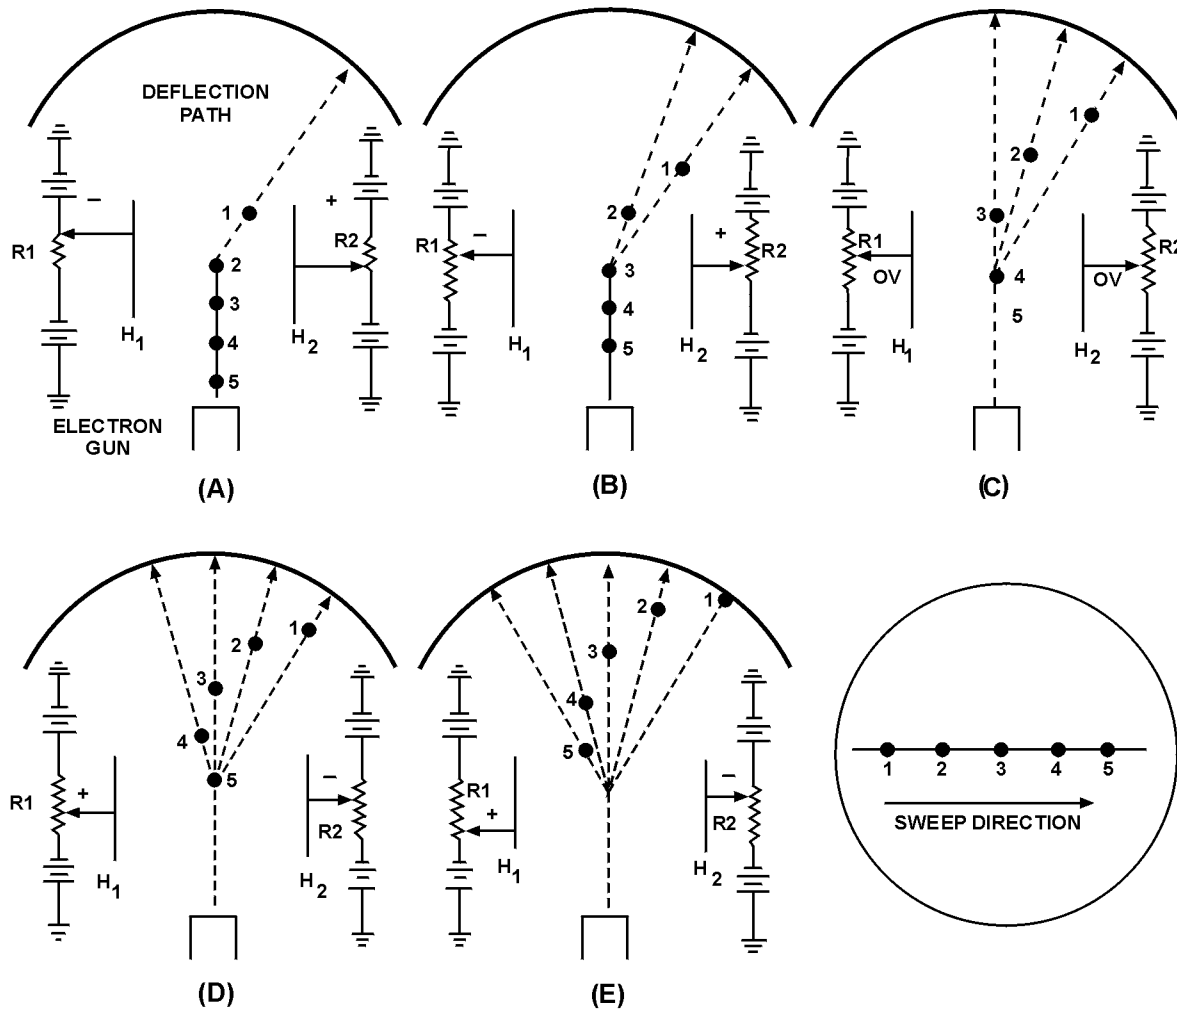 DEFLECTION
PATH
−
+
1
R1
R2
2
3
H1
H2
4
5
ELECTRON
GUN
(A)
1
2
R1
−
+
R2
3
4
H1
H2
5
(B)
1
2
3
R1
R2
OV
4
OV
5
H1
H2
(C)
1
2
3
4
5
R1
+
−
R2
H1
H2
(D)
1
2
3
4
5
R1
+
−
R2
H1
H2
(E)
1 2 3 4 5
SWEEP DIRECTION